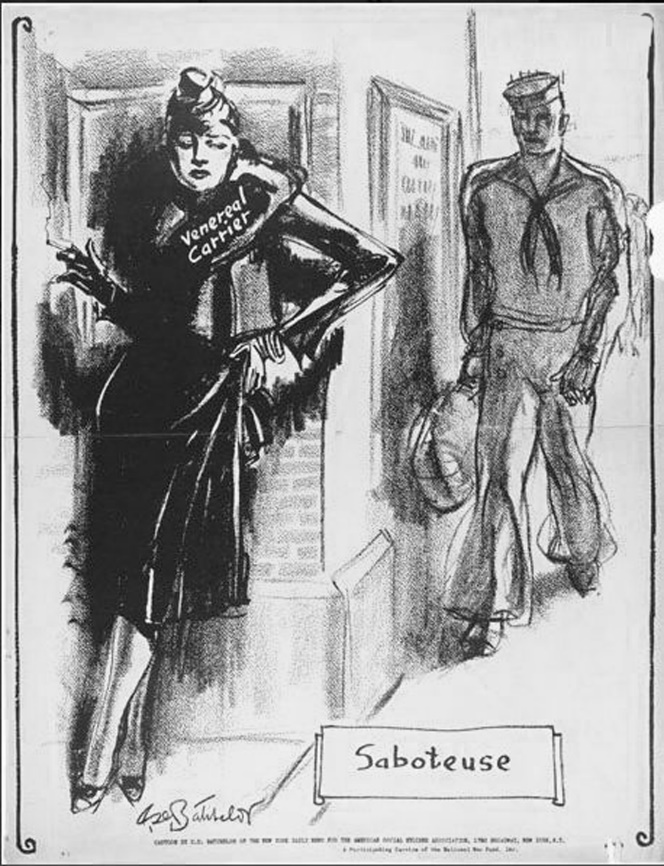 Venereal
Carrier
Saboteuse
CARTOON BY C.D. BATCHELOR OF THE NEW YORK DAILY NEWS FOR THE AMERICAN SOCIAL HYGIENE ASSOCIATION, 1790 BROADWAY, NEW YORK, N.Y.
A Participating Service of the National War Fund, Inc.